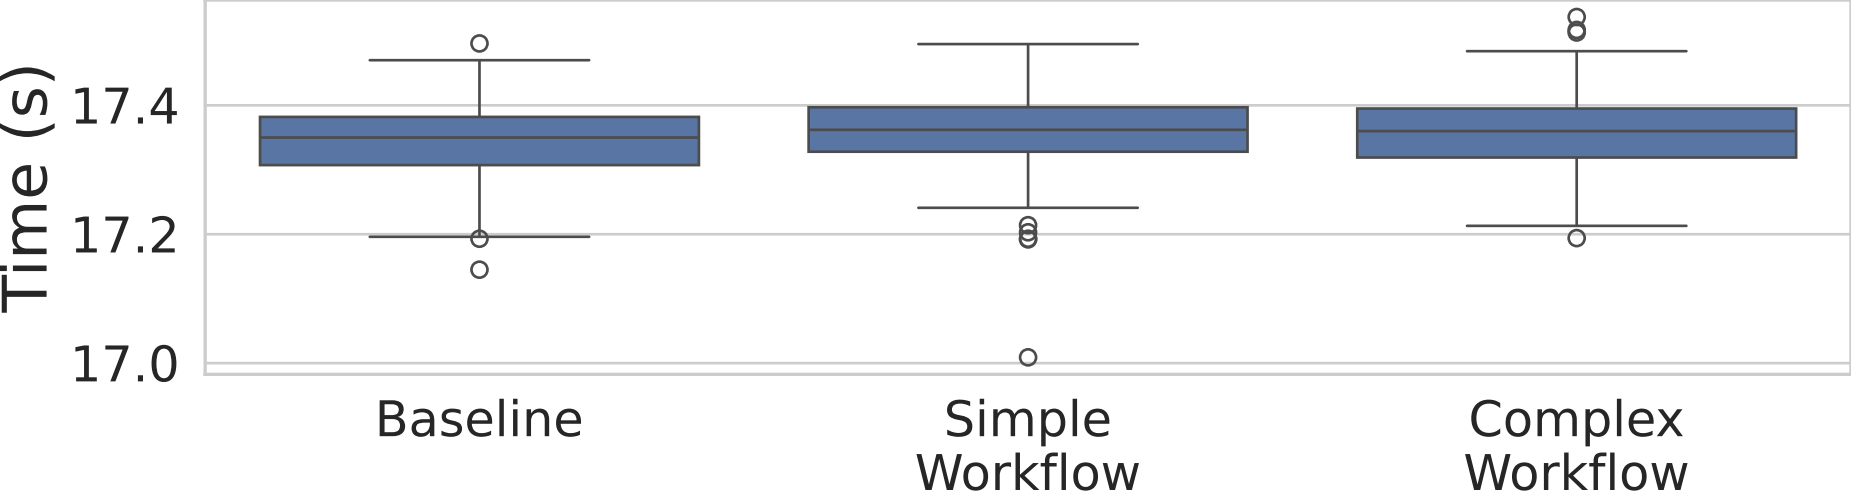 Time (s)
17.4
17.2
17.0
Baseline
Simple
Workflow
Complex
Workflow